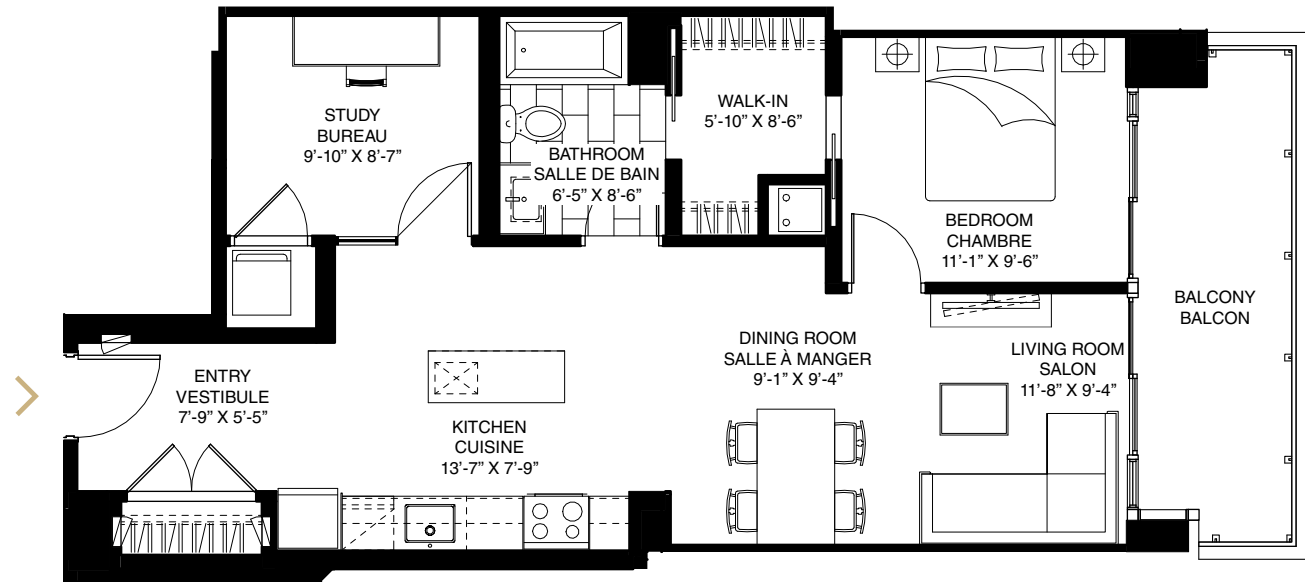 STUDY
BUREAU
9'-10” X 8'-7”
BATHROOM
SALLE DE BAIN
6'-5” X 8'-6”
WALK-IN
5'-10” X 8'-6”
BEDROOM
CHAMBRE
11'-1” X 9'-6”
BALCONY
BALCON
ENTRY
VESTIBULE
7'-9” X 5'-5”
KITCHEN
CUISINE
13'-7” X 7'-9”
DINING ROOM
SALLE À MANGER
9'-1” X 9'-4”
LIVING ROOM
SALON
11'-8” X 9'-4”